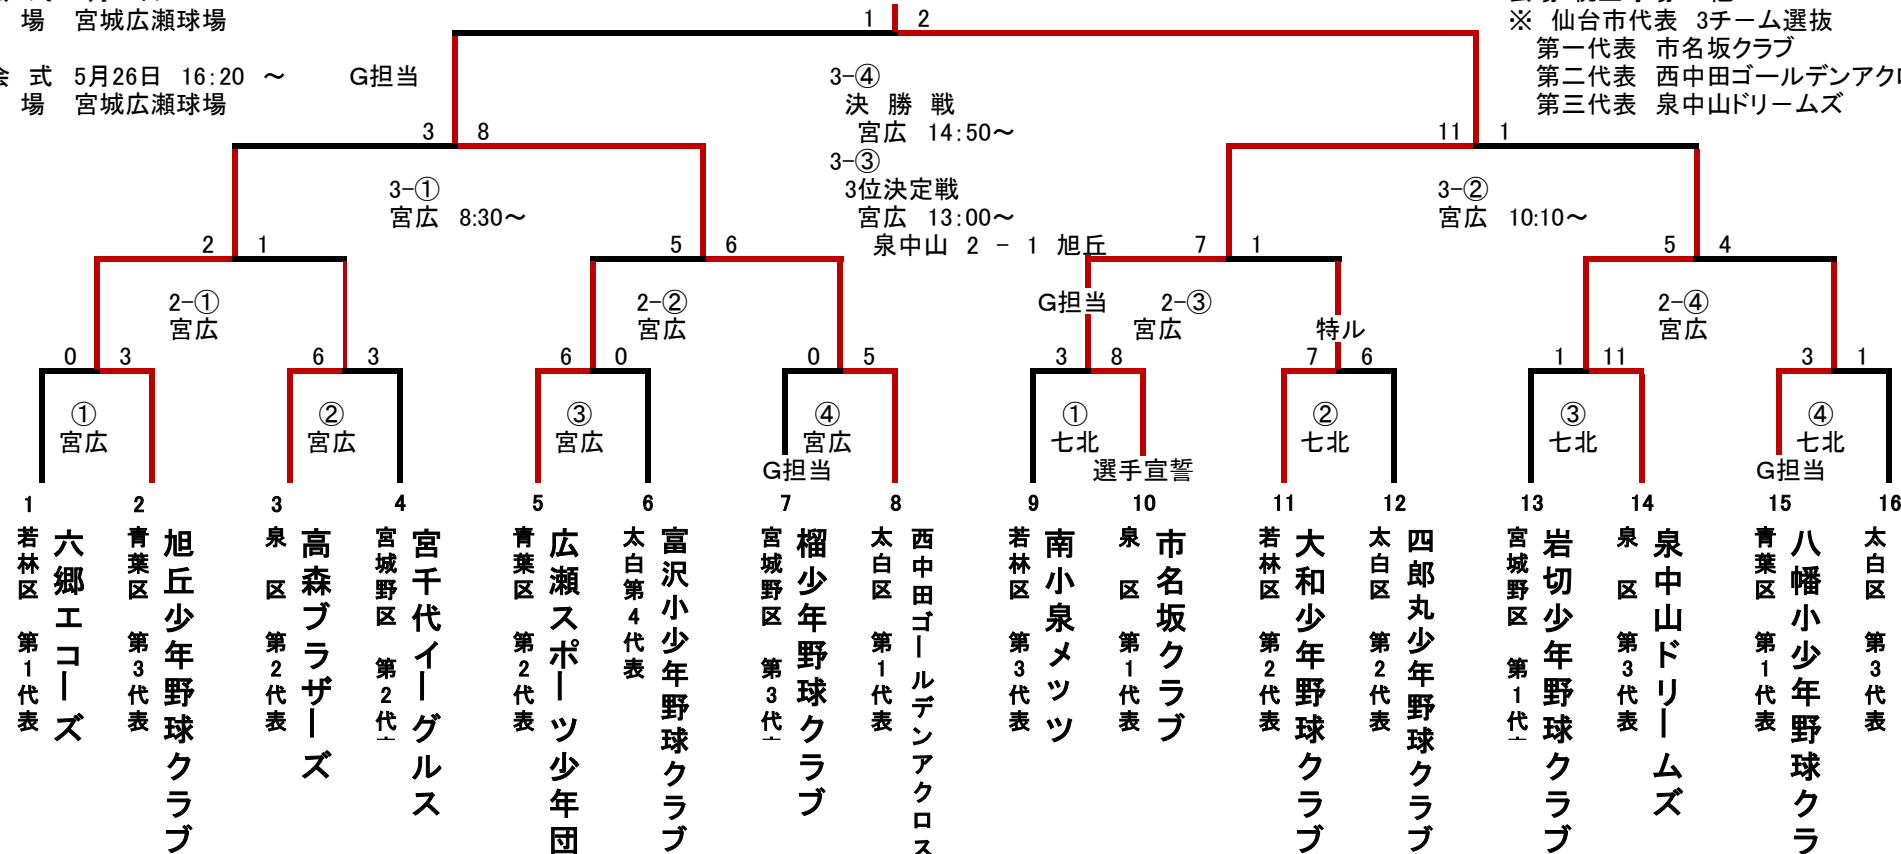 場 宮城広瀬球場
会 式 5月26日 16:20 ～ G担当
場 宮城広瀬球場
※ 仙台市代表 3チーム選抜
第一代表 市名坂クラブ
第二代表 西中田ゴールデンアクロ
第三代表 泉中山ドリームズ
1 2
3-④
決 勝 戦
宮広 14:50～
3-③
3位決定戦
宮広 13:00～
泉中山 2 - 1 旭丘
3 8
11 1
3-①
宮広 8:30～
3-②
宮広 10:10～
2 1
5 6
7 1
5 4
2-①
宮広
2-②
宮広
G担当
2-③
宮広
特ル
2-④
宮広
0 3
6 3
6 0
0 5
3 8
7 6
1 11
3 1
①
宮広
②
宮広
③
宮広
④
宮広
G担当
①
七北
選手宣誓
②
七北
③
七北
④
七北
G担当
1
若林区 第1代表
六郷エコーズ
2
青葉区 第3代表
旭丘少年野球クラブ
3
泉 区 第2代表
高森ブラザーズ
4
宮城野区 第2代
宮千代イーグルス
5
青葉区 第2代表
広瀬スポーツ少年団
6
太白第4代表
富沢小少年野球クラブ
7
宮城野区 第3代
榴少年野球クラブ
8
太白区 第1代表
西中田ゴールデンアクロス
9
若林区 第3代表
南小泉メッツ
10
泉 区 第1代表
市名坂クラブ
11
若林区 第2代表
大和少年野球クラブ
12
太白区 第2代表
四郎丸少年野球クラブ
13
宮城野区 第1代
岩切少年野球クラブ
14
泉 区 第3代表
泉中山ドリームズ
15
青葉区 第1代表
八幡小少年野球クラ
16
太白区 第3代表